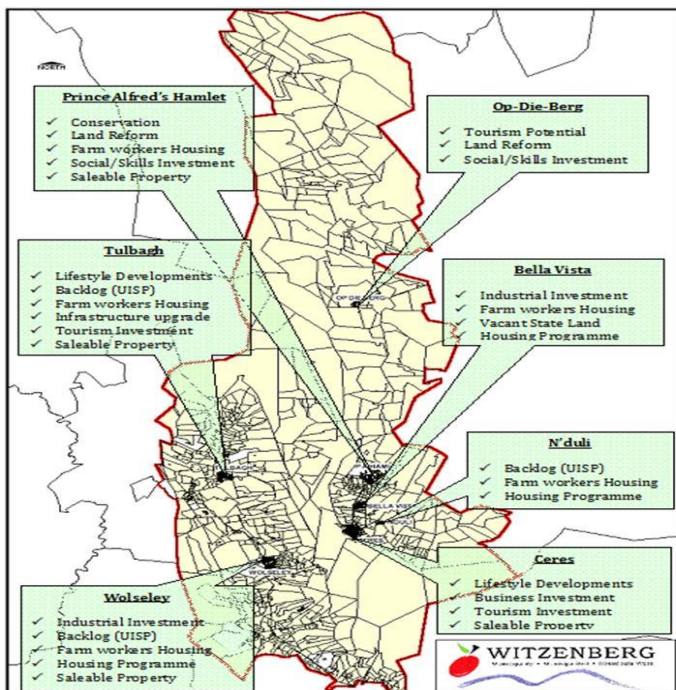 NORTH
Prince Alfred's Hamlet
✓ Conservation
✓ Land Reform
✓ Farm workers Housing
✓ Social/Skills Investment
✓ Saleable Property
Op-Die-Berg
✓ Tourism Potential
✓ Land Reform
✓ Social/Skills Investment
Tulbagh
✓ Lifestyle Developments
✓ Backlog (UISP)
✓ Farm workers Housing
✓ Infrastructure upgrade
✓ Tourism Investment
✓ Saleable Property
Bella Vista
✓ Industrial Investment
✓ Farm workers Housing
✓ Vacant State Land
✓ Housing Programme
OP DIE BERG
N'duli
✓ Backlog (UISP)
✓ Farm workers Housing
✓ Housing Programme
WOLSELEY
Ceres
✓ Lifestyle Developments
✓ Business Investment
✓ Tourism Investment
✓ Saleable Property
Wolseley
✓ Industrial Investment
✓ Backlog (UISP)
✓ Farm workers Housing
✓ Housing Programme
✓ Saleable Property
WITZENBERG